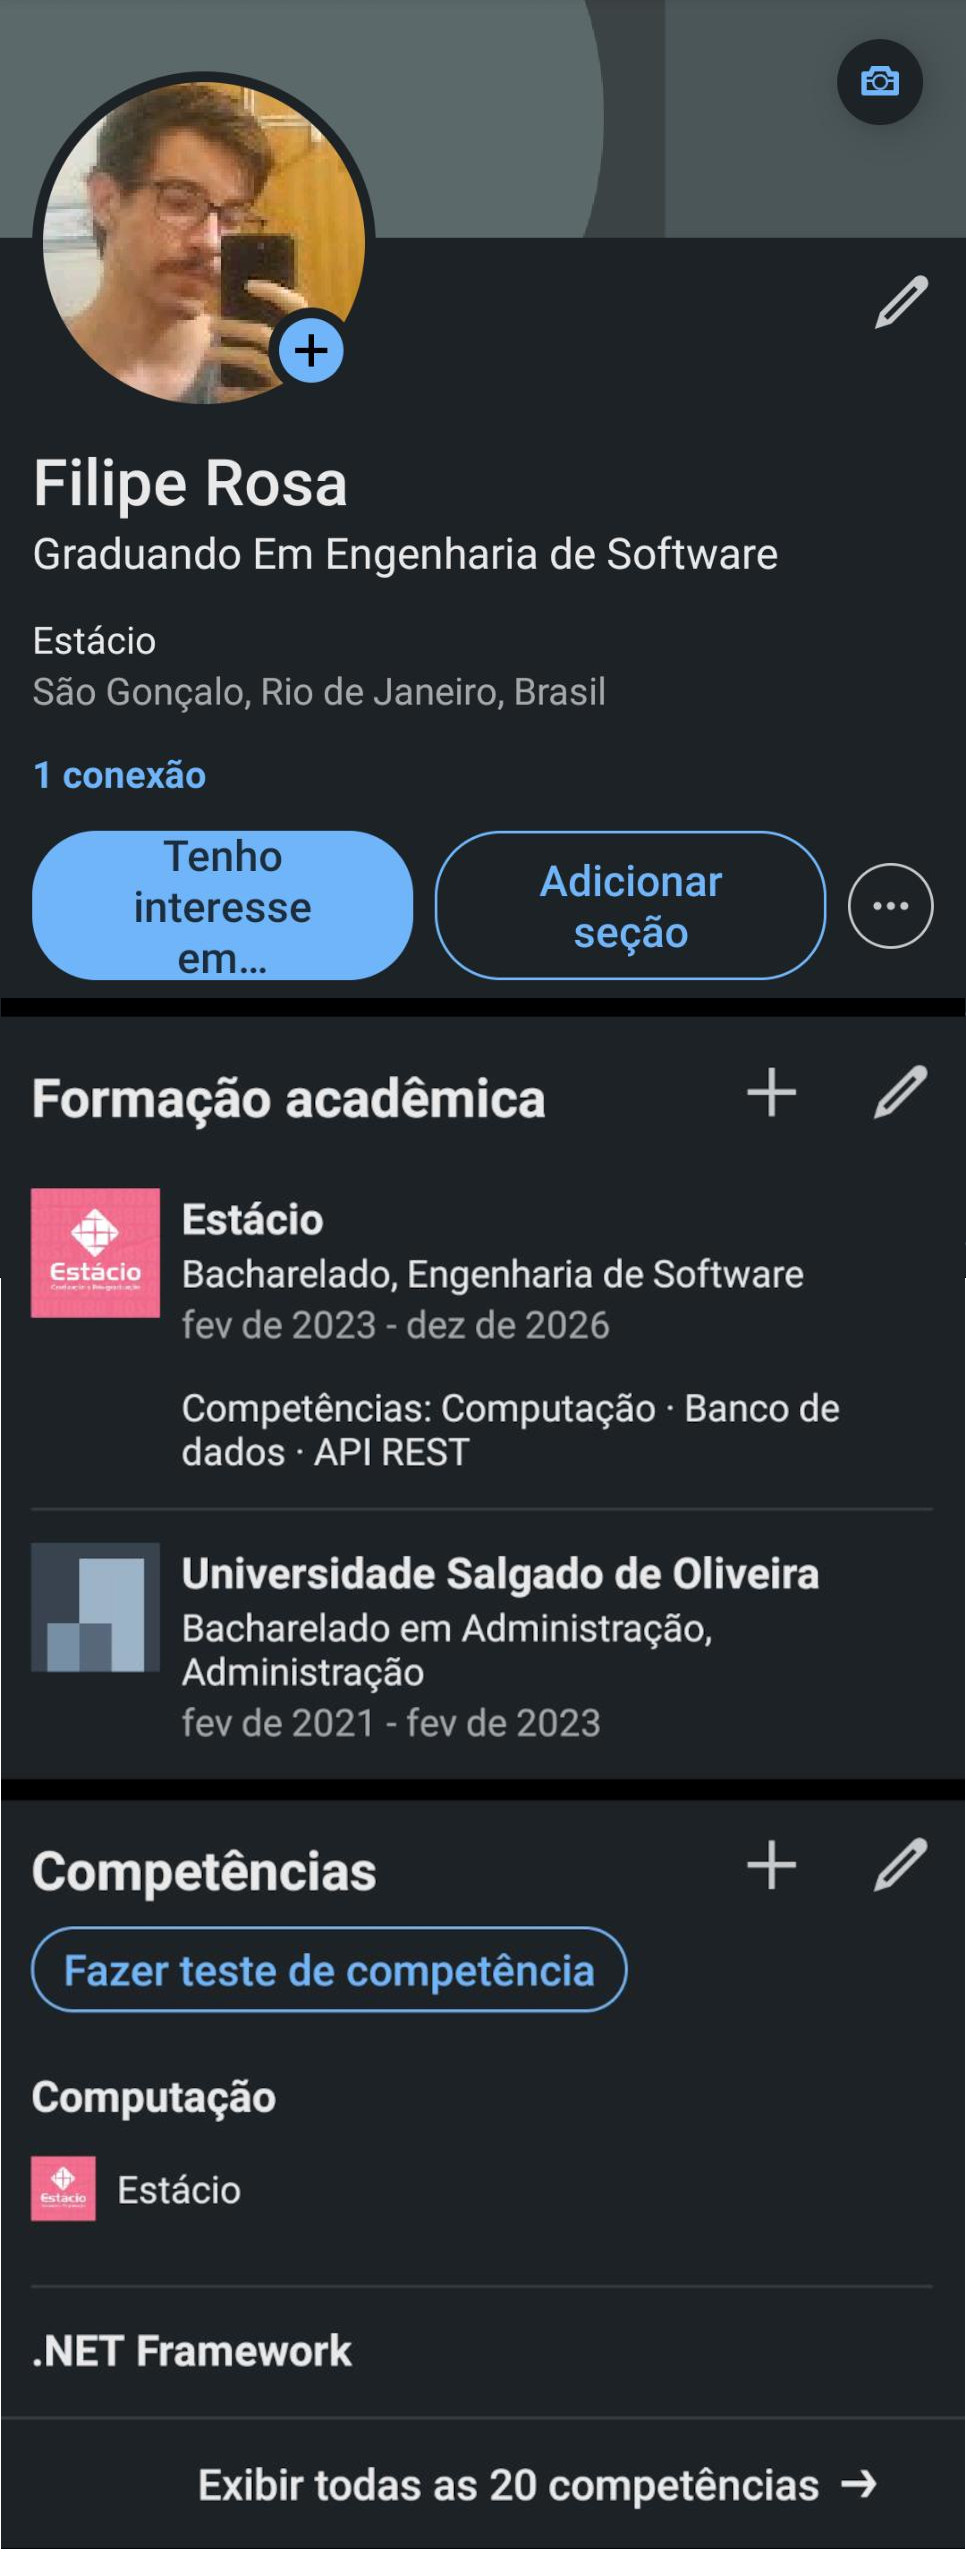 Filipe Rosa
Graduando Em Engenharia de Software
Estácio
São Gonçalo, Rio de Janeiro, Brasil
1 conexão
Tenho
interesse
em...
Adicionar
seção
Formação acadêmica
Estácio
Estácio
Bacharelado, Engenharia de Software
fev de 2023 - dez de 2026
Competências: Computação · Banco de
dados · API REST
Universidade Salgado de Oliveira
Bacharelado em Administração,
Administração
fev de 2021 - fev de 2023
Competências
Fazer teste de competência
Computação
Estácio
Estácio
.NET Framework
Exibir todas as 20 competências →